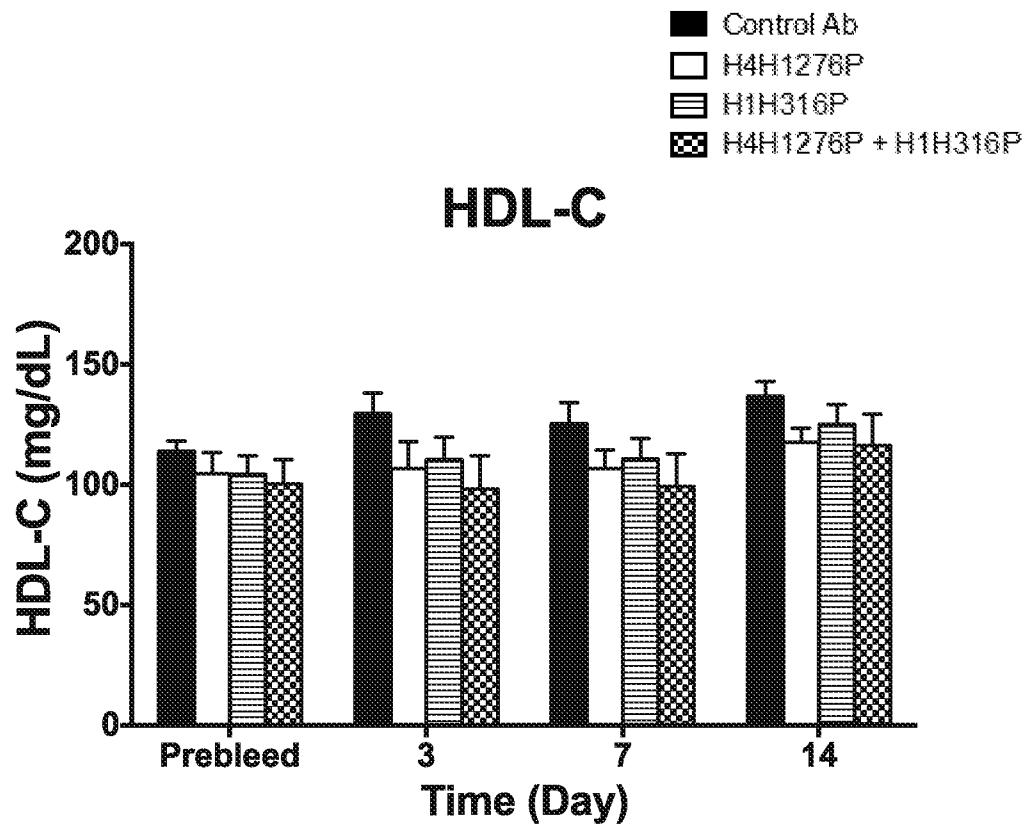 Control Ab
H4H1276P
H1H316P
H4H1276P + H1H316P
HDL-C
HDL-C (mg/dL)
200
150
100
50
0
Prebleed 3 7 14
Time (Day)